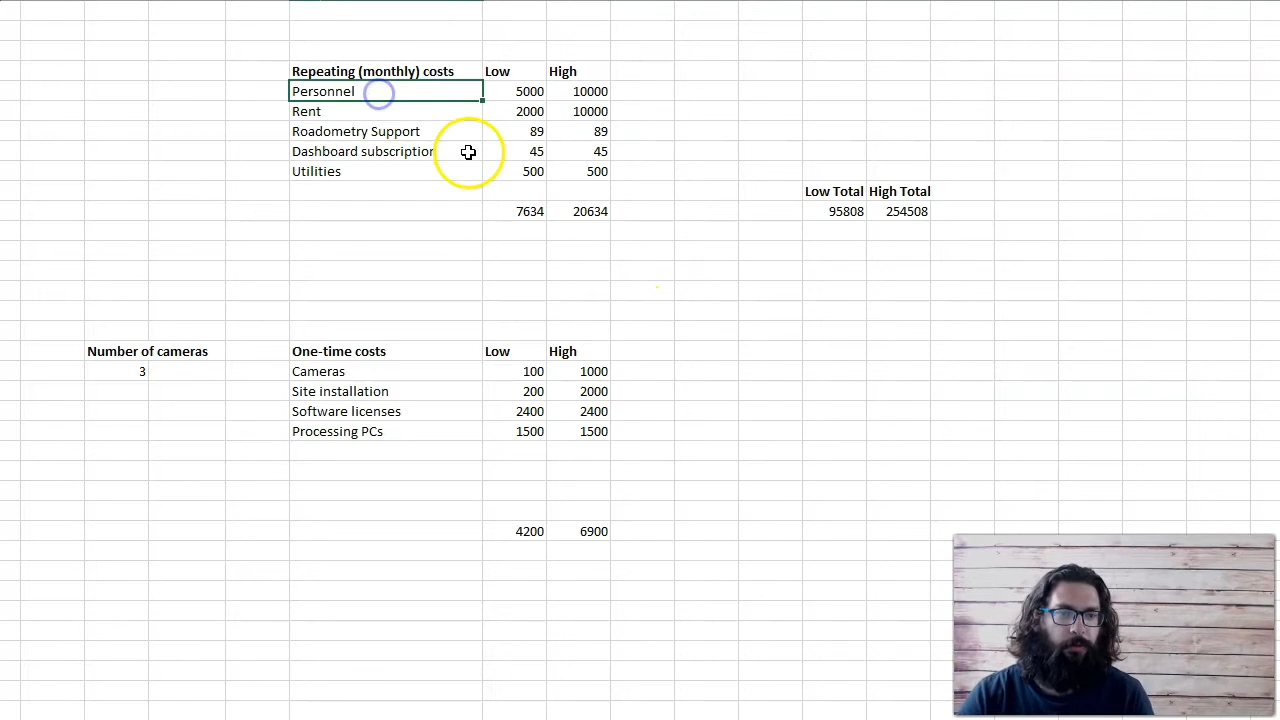 Repeating (monthly) costs Low High
Personnel 5000 10000
Rent 2000 10000
Roadometry Support 89 89
Dashboard subscription 45 45
Utilities 500 500
Low Total High Total
7634 20634 95808 254508
Number of cameras One-time costs Low High
3 Cameras 100 1000
Site installation 200 2000
Software licenses 2400 2400
Processing PCs 1500 1500
4200 6900